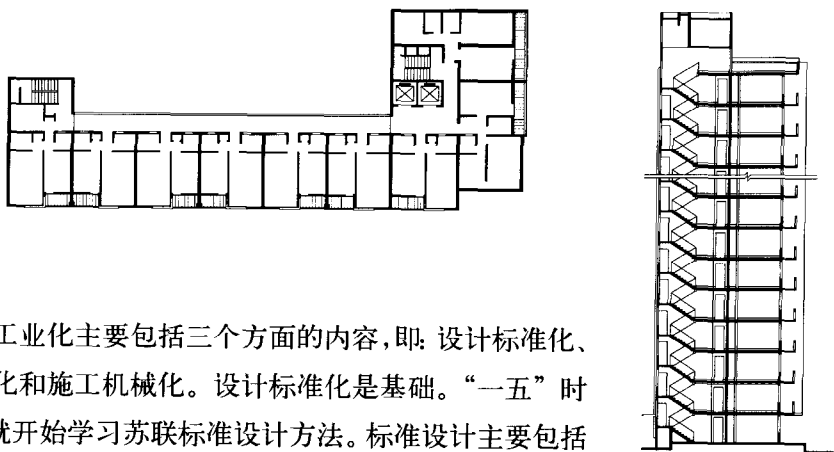 工业化主要包括三个方面的内容，即：设计标准化、
化和施工机械化。设计标准化是基础。“一五”时
就开始学习苏联标准设计方法。标准设计主要包括